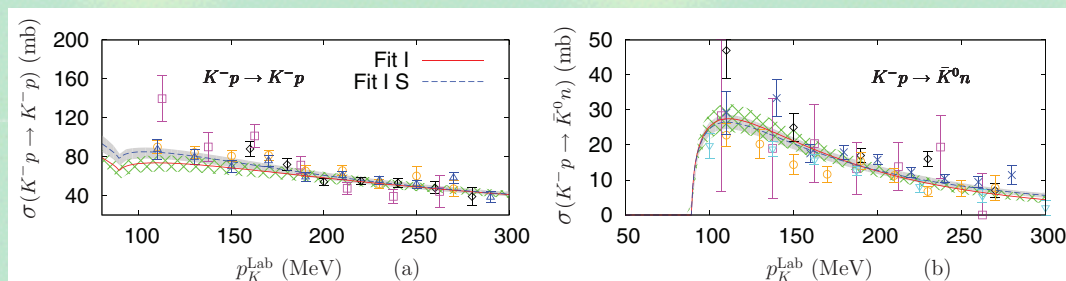 σ(K⁻p → K⁻p) (mb)
200
160
120
80
40
K⁻p → K⁻p
Fit I
Fit I S
100 150 200 250 300
p_K^Lab (MeV) (a)
σ(K⁻p → K̄⁰n) (mb)
50
40
30
20
10
0
K⁻p → K̄⁰n
50 100 150 200 250 300
p_K^Lab (MeV) (b)